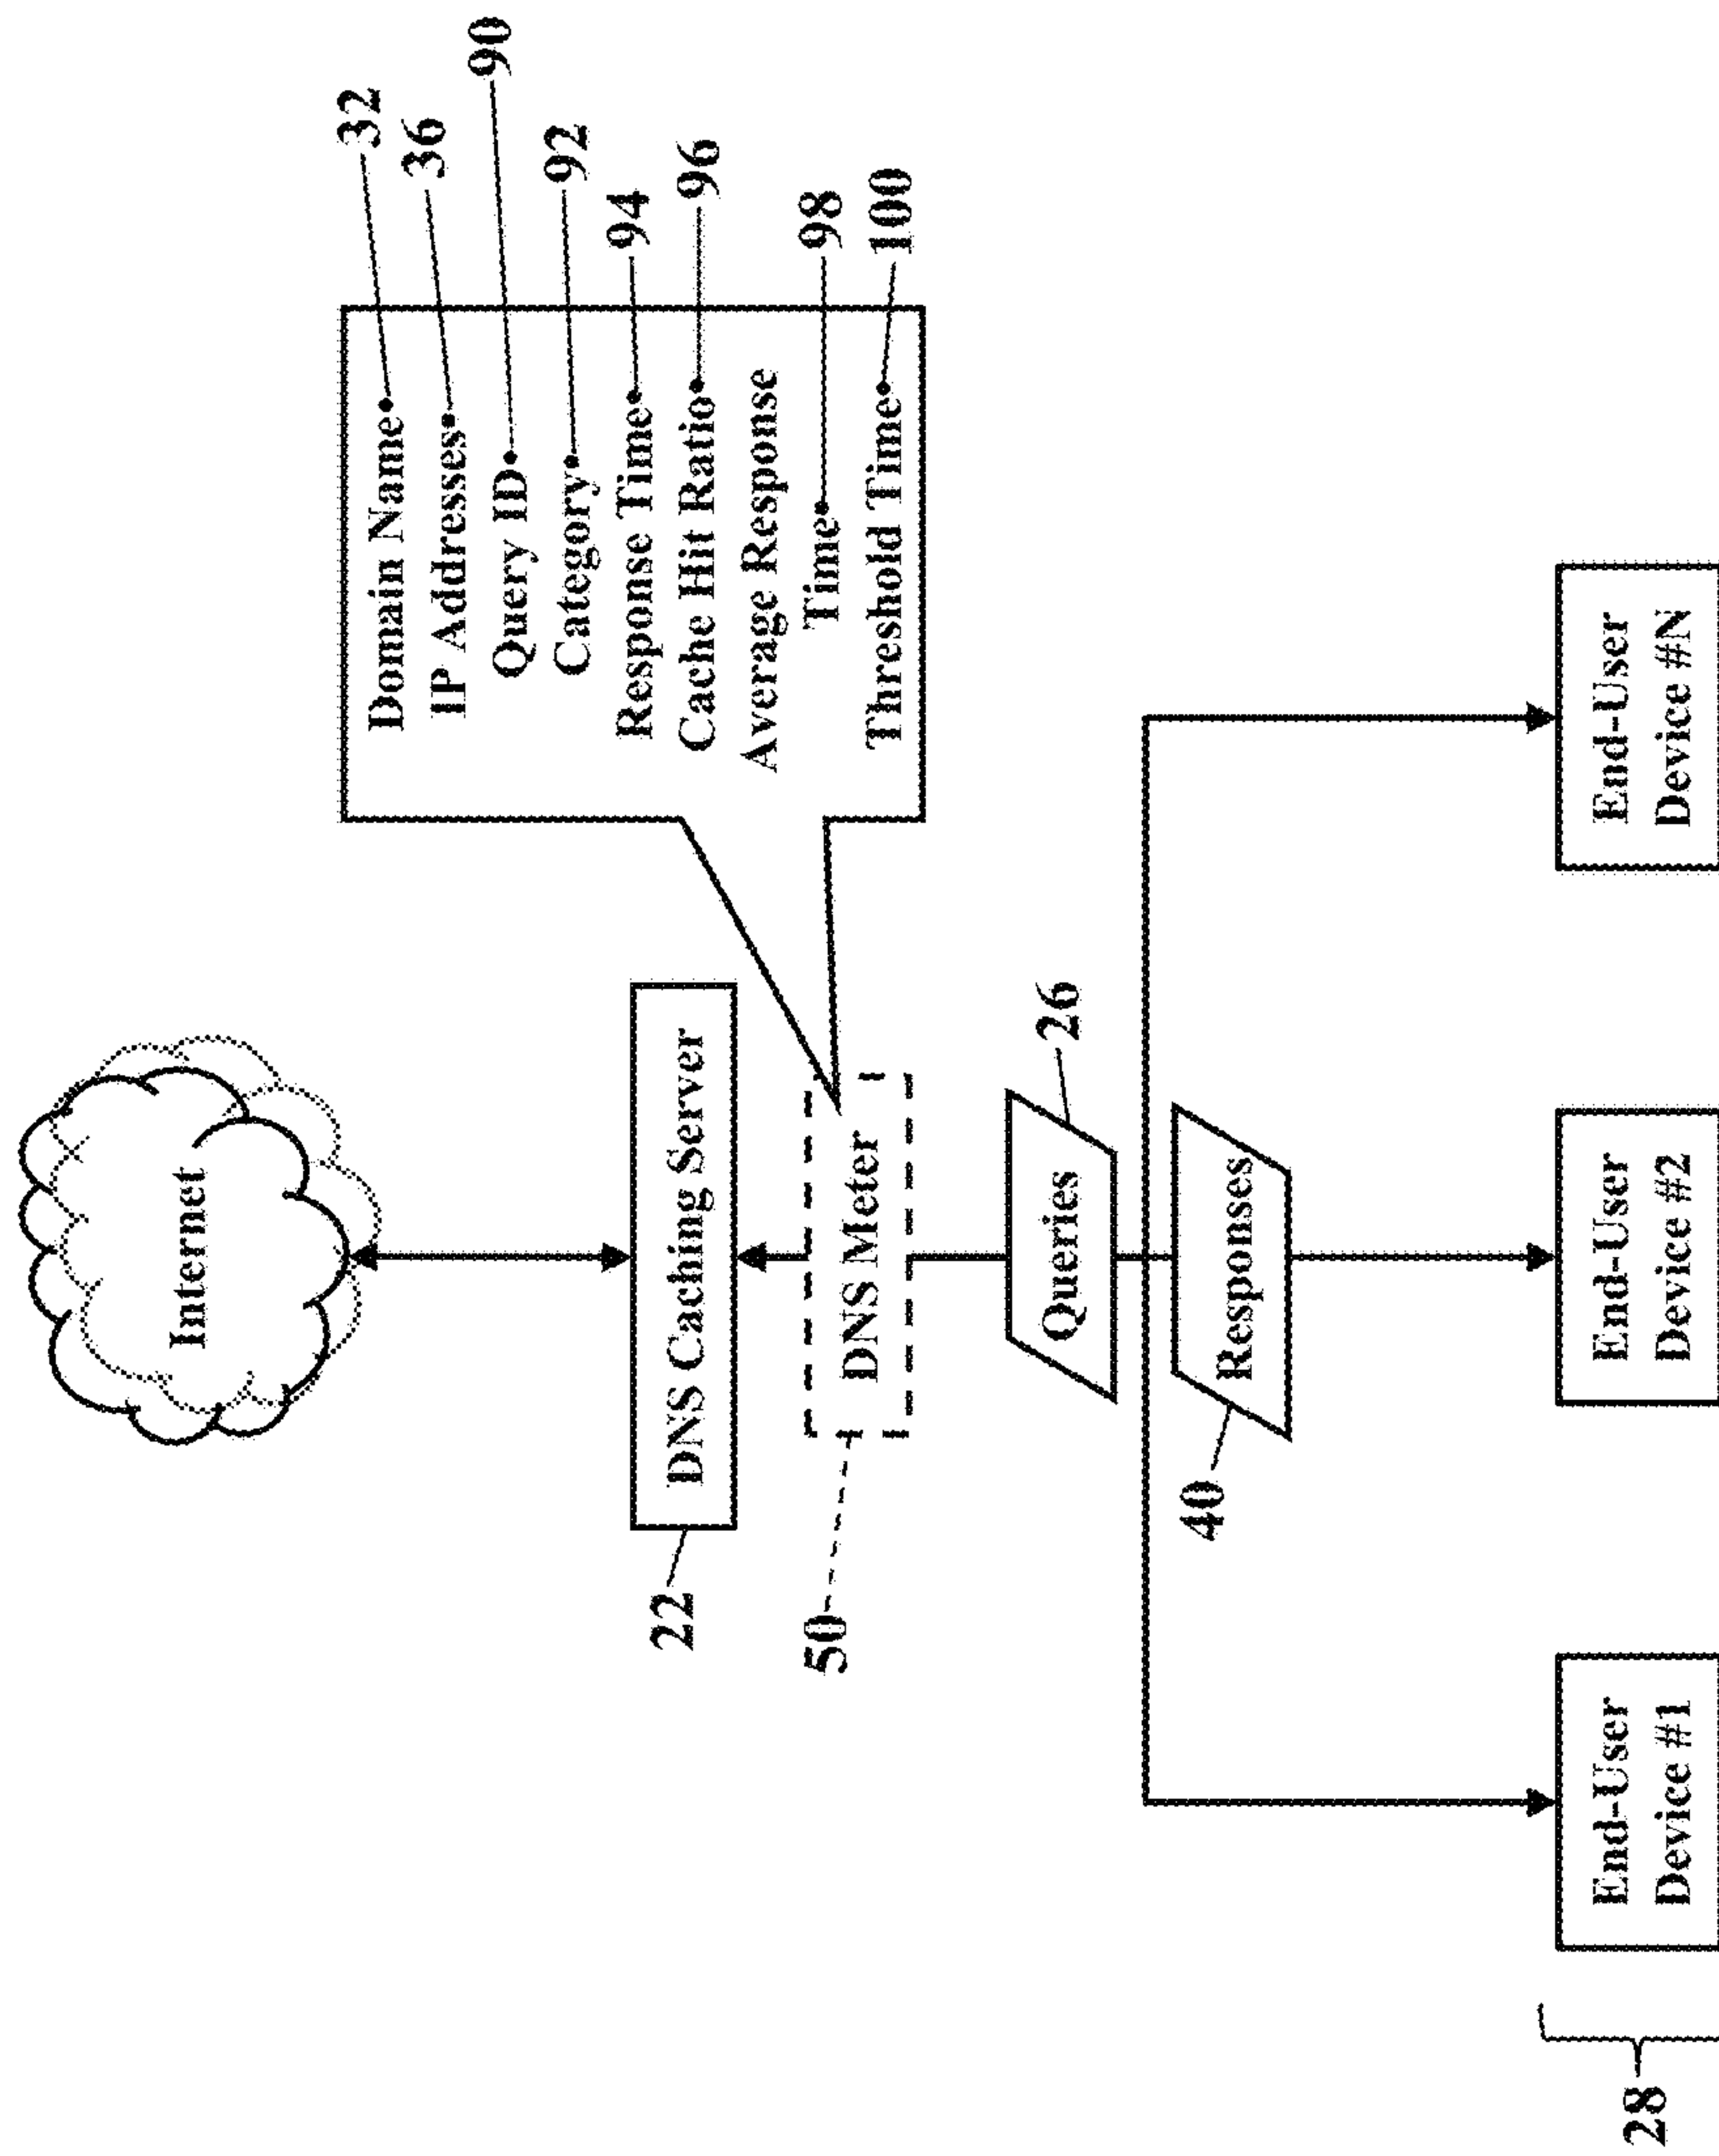 Internet
DNS Caching Server
22
DNS Meter
50
Domain Name
32
IP Addresses
36
Query ID
90
Category
92
Response Time
94
Cache Hit Ratio
96
Average Response
Time
98
Threshold Time
100
Queries
26
Responses
40
End-User
Device #1
End-User
Device #2
End-User
Device #N
28